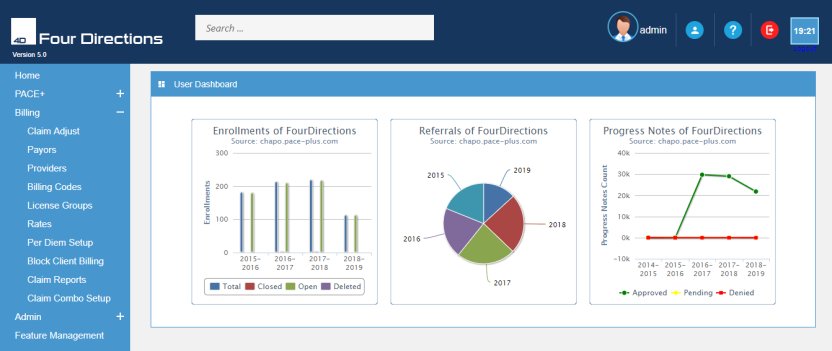 4D Four Directions
Version 5.0
Search ...
admin
?
19:21
Home
PACE+ +
Billing −
Claim Adjust
Payors
Providers
Billing Codes
License Groups
Rates
Per Diem Setup
Block Client Billing
Claim Reports
Claim Combo Setup
Admin +
Feature Management
User Dashboard
Enrollments of FourDirections
Source: chapo.pace-plus.com
Enrollments
300
200
100
0
2015-2016
2016-2017
2017-2018
2018-2019
Total Closed Open Deleted
Referrals of FourDirections
Source: chapo.pace-plus.com
2019
2015
2018
2016
2017
Progress Notes of FourDirections
Source: chapo.pace-plus.com
Progress Notes Count
40k
30k
20k
10k
0k
-10k
2014-2015
2015-2016
2016-2017
2017-2018
2018-2019
Approved Pending Denied